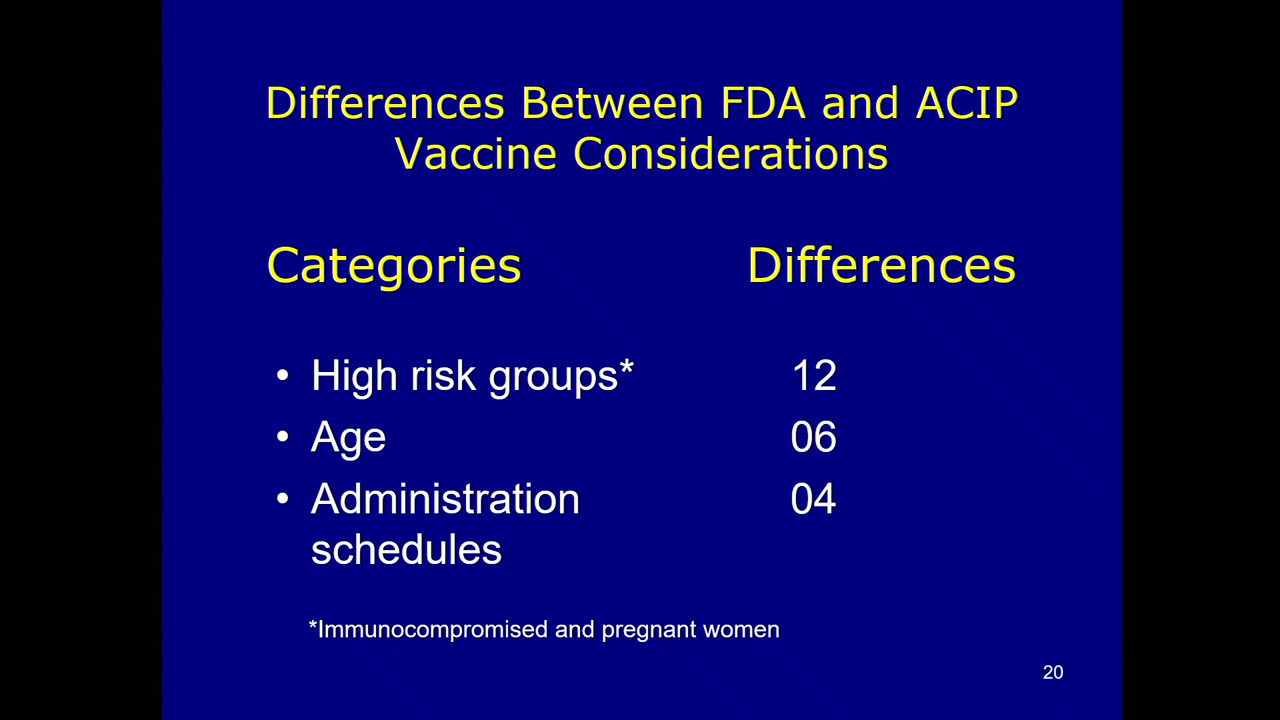 Differences Between FDA and ACIP
Vaccine Considerations
Categories Differences
• High risk groups* 12
• Age 06
• Administration 04
schedules
*Immunocompromised and pregnant women
20